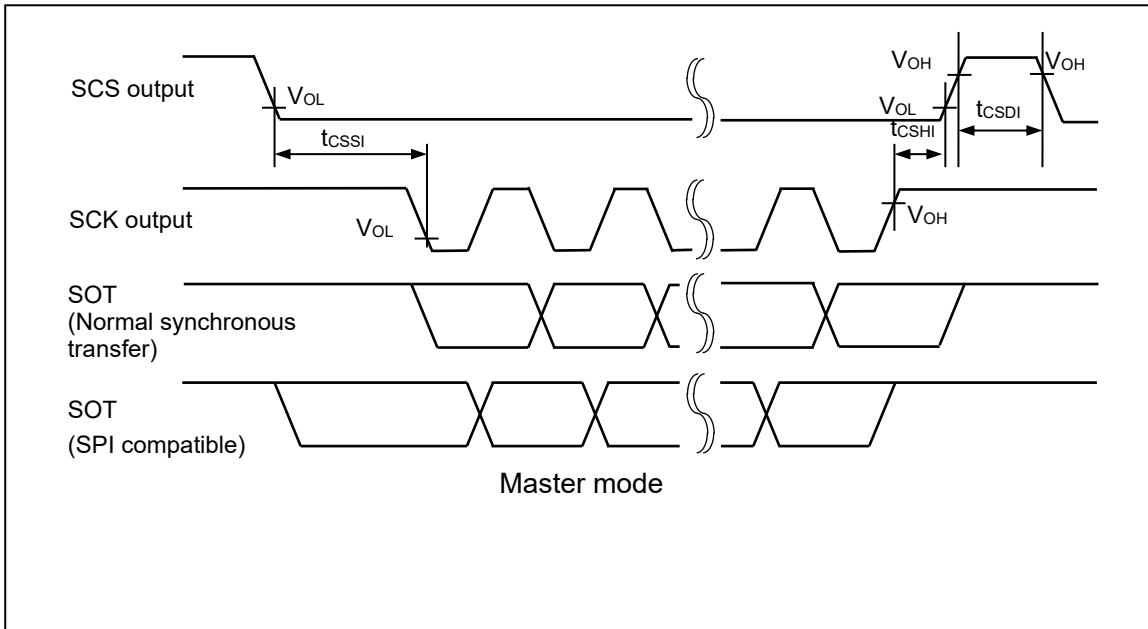 SCS output
VOL
VOH
VOH
VOL
tCSSI
tCSHI
tCSDI
SCK output
VOL
VOH
SOT
(Normal synchronous
transfer)
SOT
(SPI compatible)
Master mode